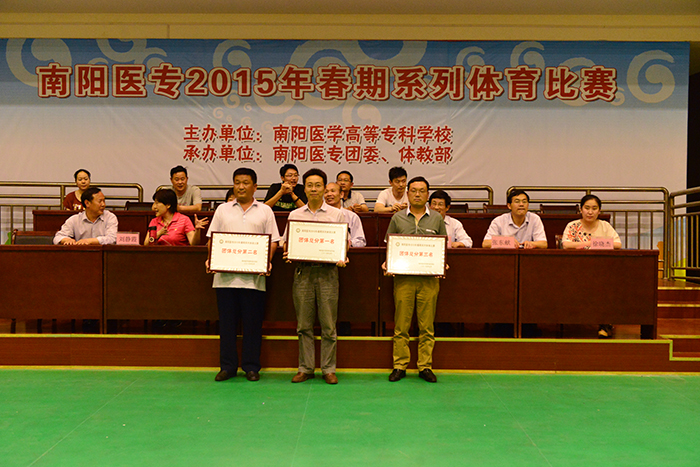 南阳医专2015年春期系列体育比赛
主办单位：南阳医学高等专科学校
承办单位：南阳医专团委、体教部
团体总分第二名
团体总分第一名
团体总分第三名
刘静霞